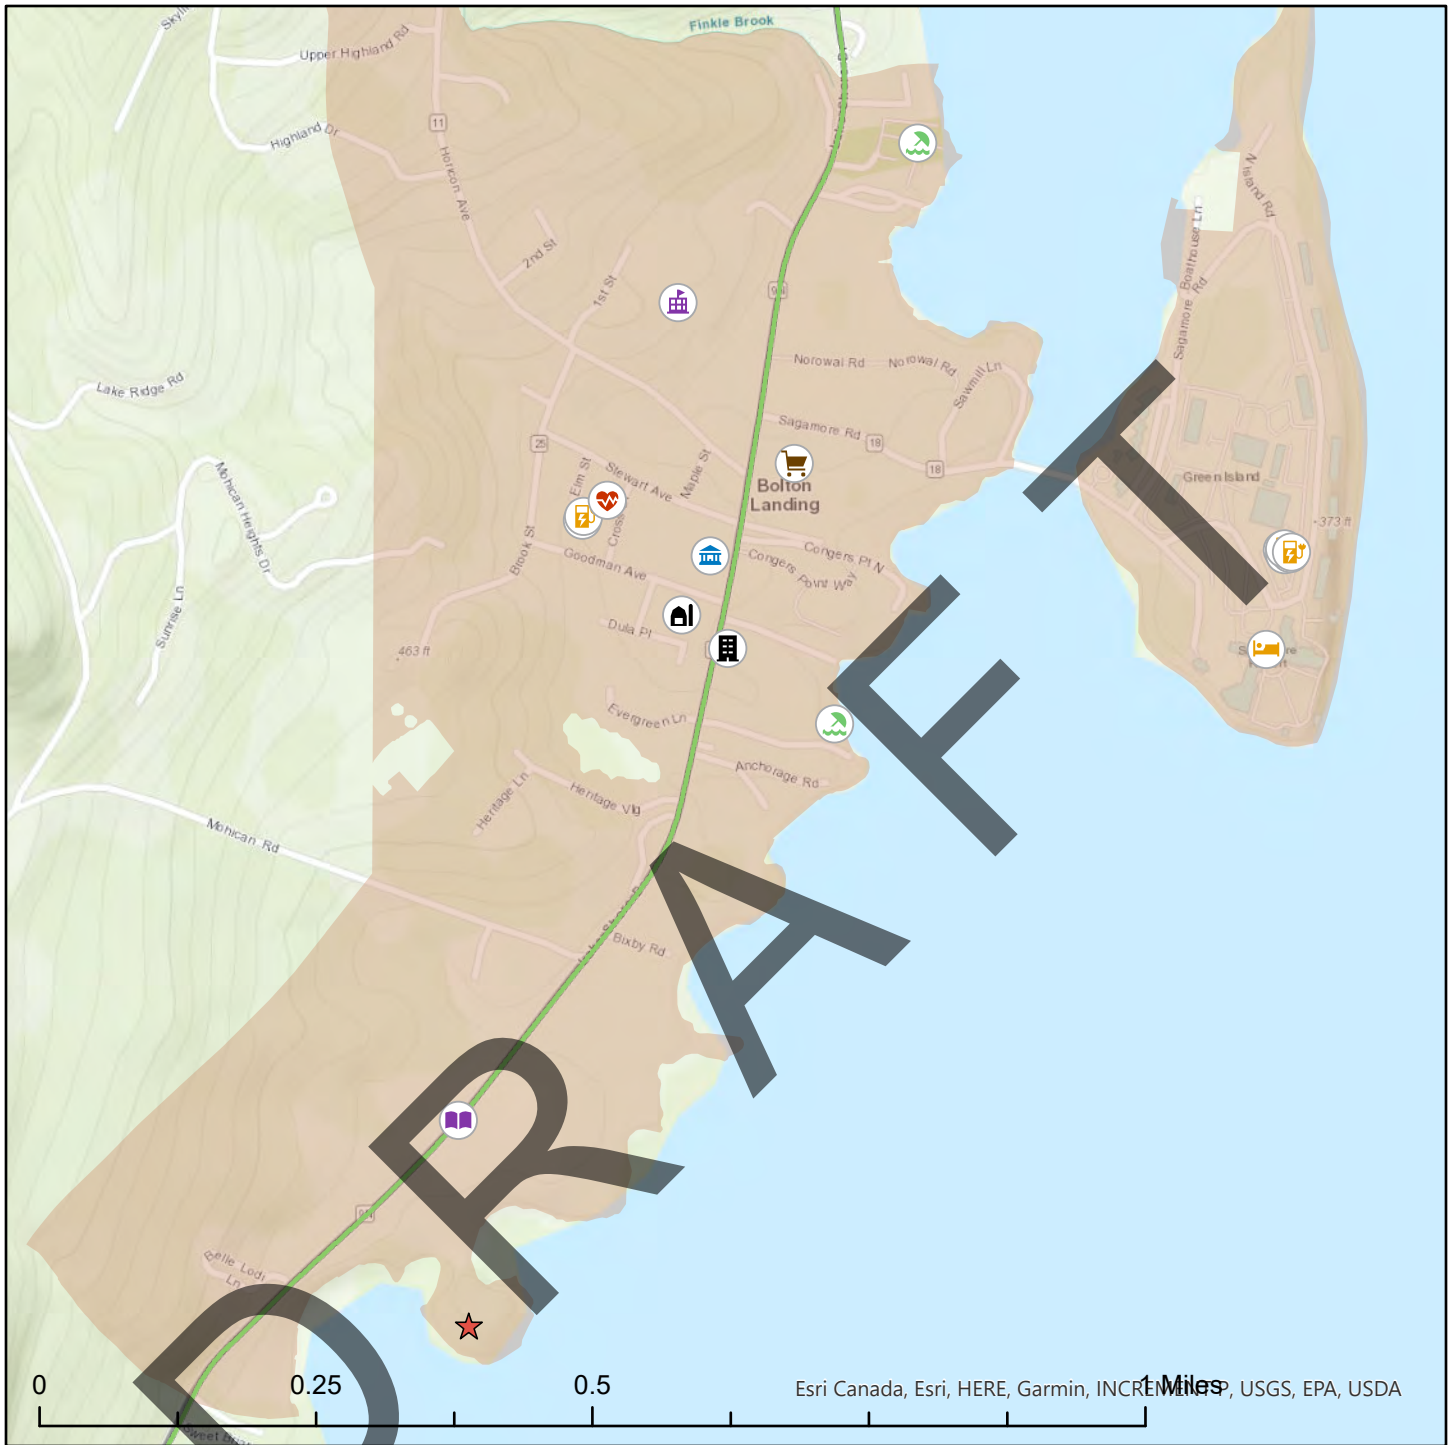 Finkle Brook
Upper Highland Rd
11
Highland Dr
Horicon Ave
2nd St
1st St
Island Rd
Sagamore Boathouse Ln
Rd
Norowal Rd
Norowal Rd
Sawmill Ln
Lake Ridge Rd
Sagamore Rd
18
18
25
Elm St
Stewart Ave
Maple St
Bolton
Landing
Green Island
373 ft
Mohican Heights Dr
Brook St
Cross
Goodman Ave
Congers Pt N
Congers Point Way
Sunrise Ln
Dula Pl
463 ft
Evergreen Ln
Anchorage Rd
Heritage Ln
Heritage Vlg
Mohican Rd
Bixby Rd
9N
Belle Lodi
Ln
DRAFT
0
0.25
0.5
1 Miles
Esri Canada, Esri, HERE, Garmin, INCREMENT P, USGS, EPA, USDA